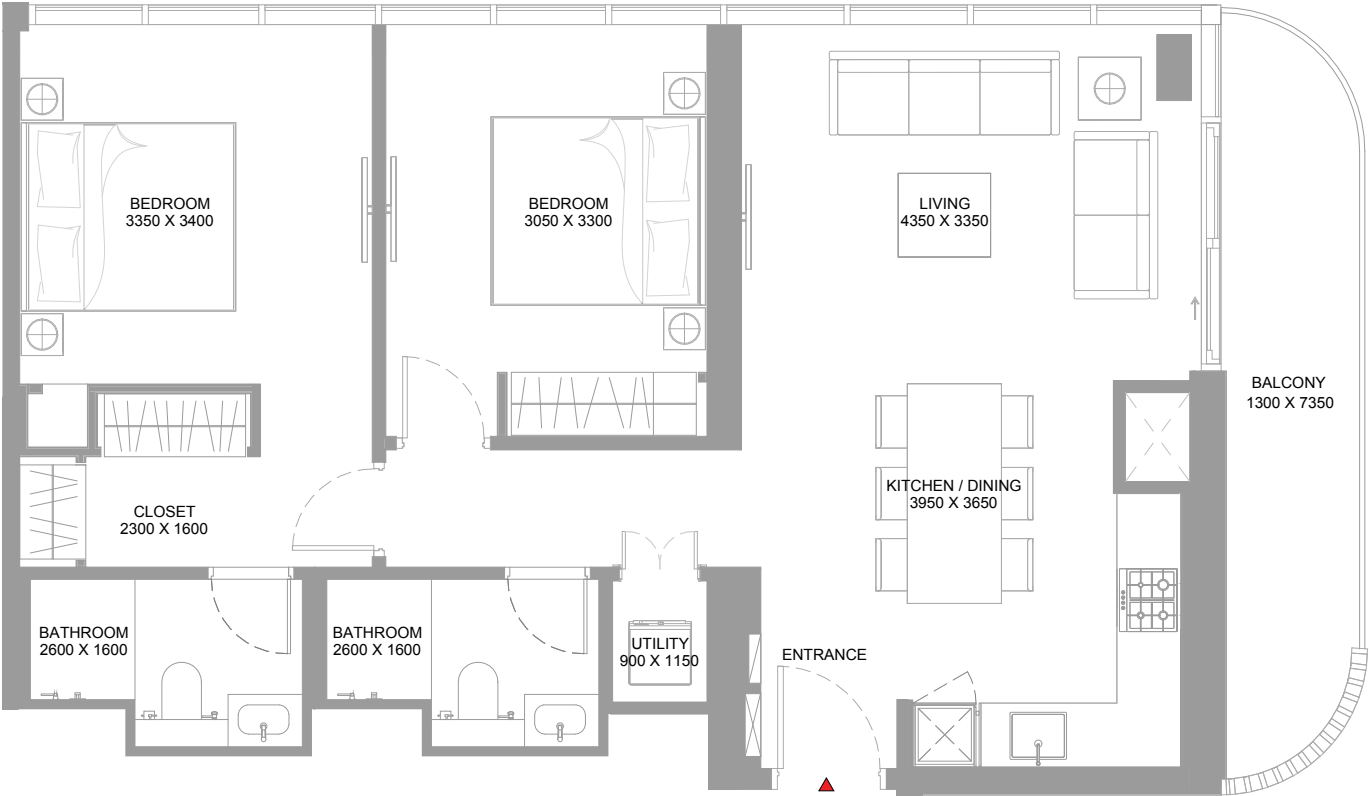 BEDROOM
3350 X 3400
BEDROOM
3050 X 3300
LIVING
4350 X 3350
BALCONY
1300 X 7350
KITCHEN / DINING
3950 X 3650
CLOSET
2300 X 1600
BATHROOM
2600 X 1600
BATHROOM
2600 X 1600
UTILITY
900 X 1150
ENTRANCE